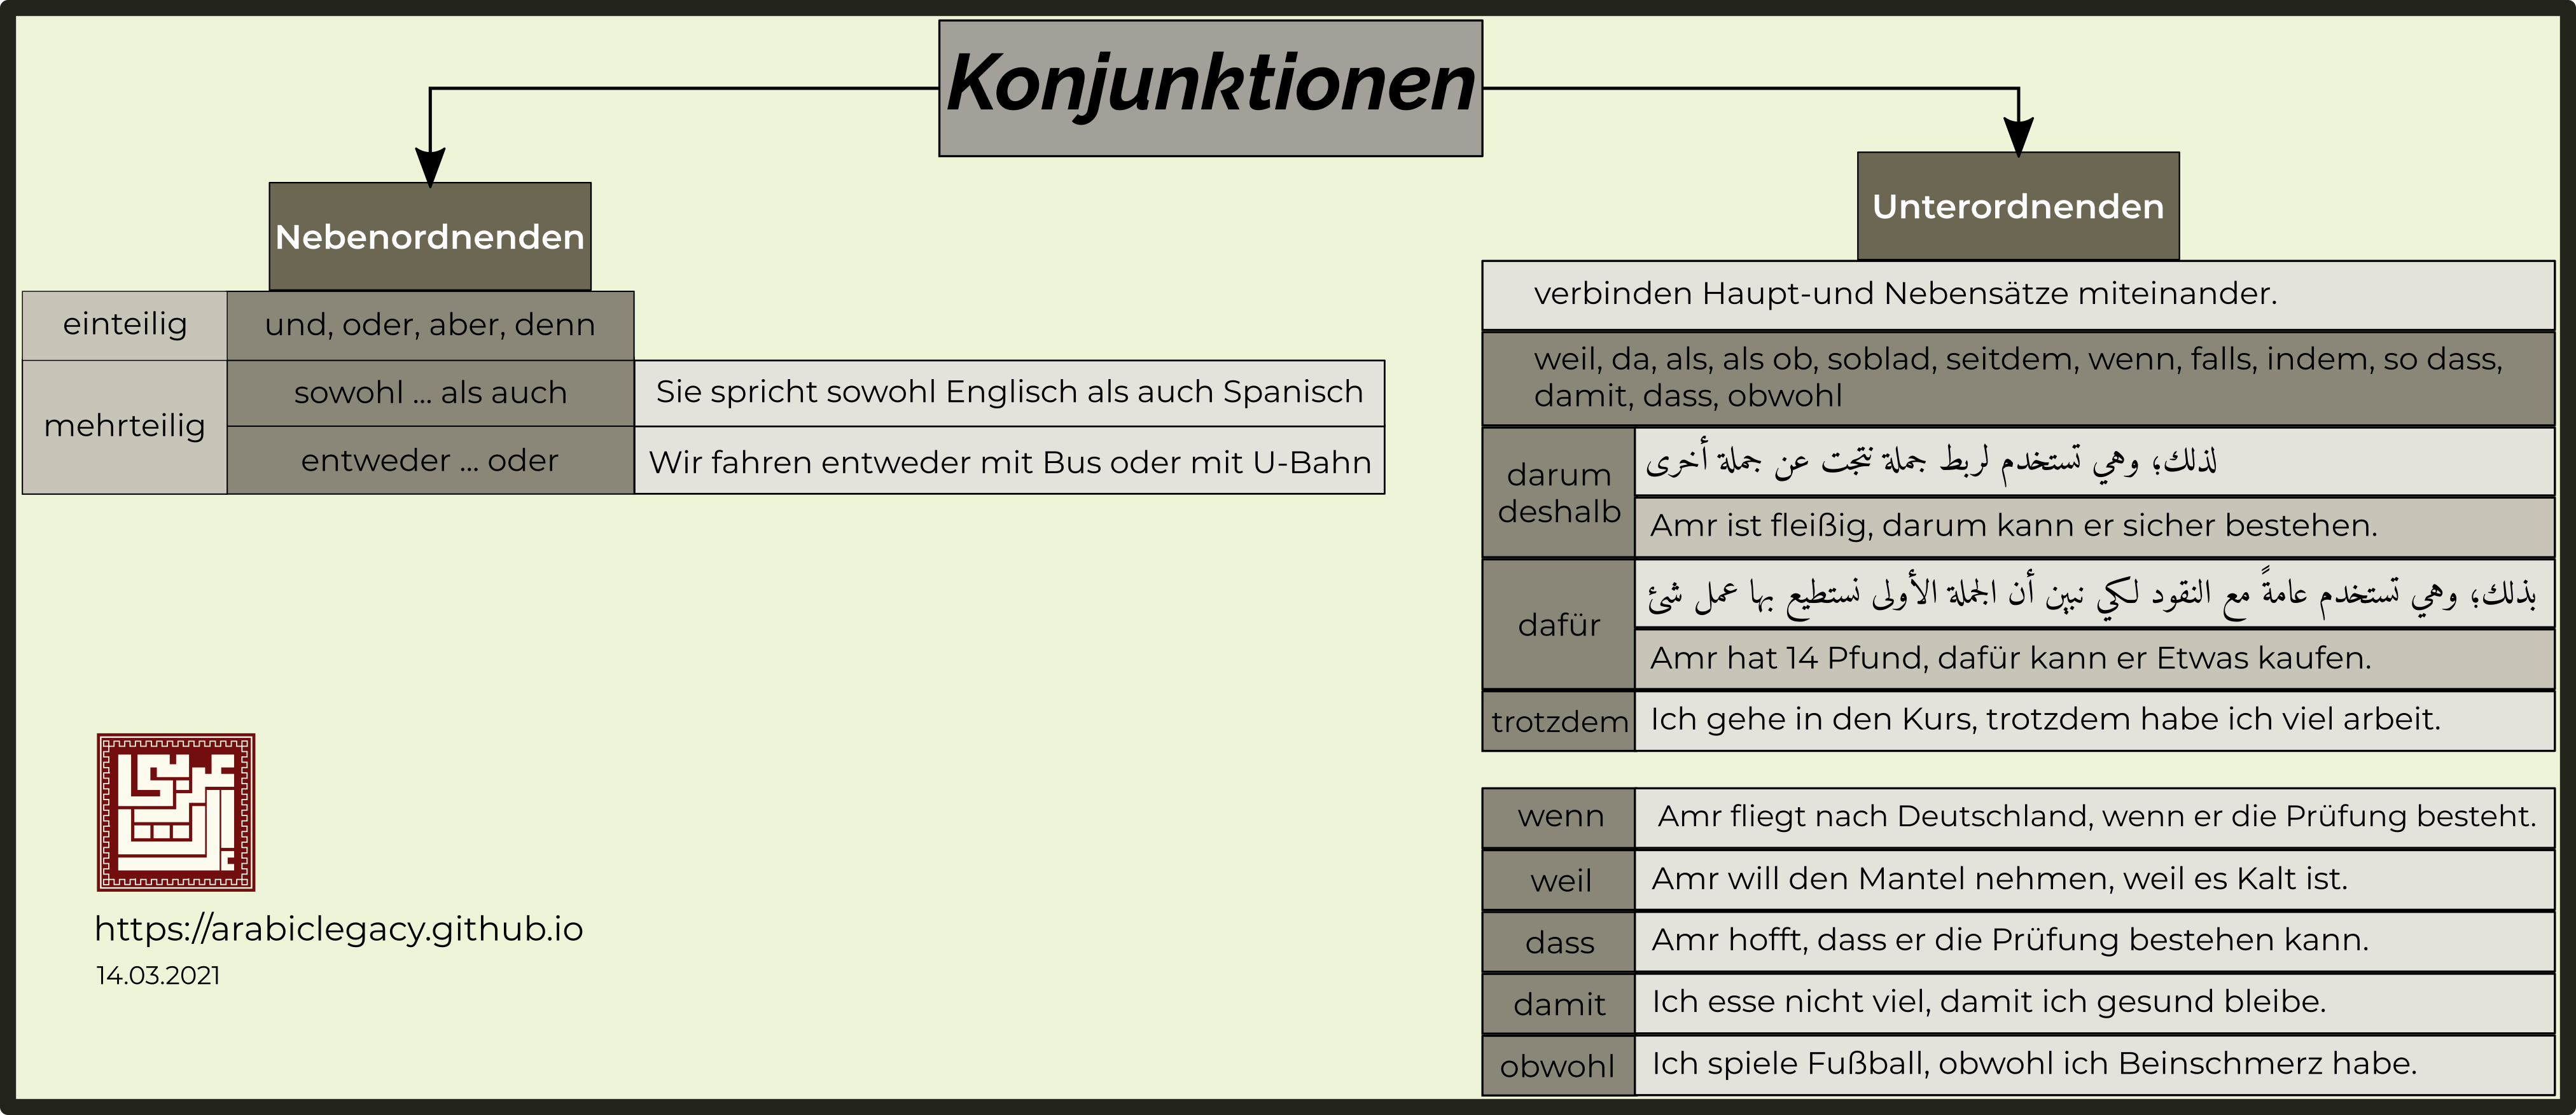 Konjunktionen
Nebenordnenden
einteilig
und, oder, aber, denn
mehrteilig
sowohl ... als auch
Sie spricht sowohl Englisch als auch Spanisch
entweder ... oder
Wir fahren entweder mit Bus oder mit U-Bahn
Unterordnenden
verbinden Haupt-und Nebensätze miteinander.
weil, da, als, als ob, soblad, seitdem, wenn, falls, indem, so dass,
damit, dass, obwohl
darum
deshalb
لذلك؛ وهي تستخدم لربط جملة نتجت عن جملة أخرى
Amr ist fleißig, darum kann er sicher bestehen.
dafür
بذلك؛ وهي تستخدم عامةً مع النقود لكي نبين أن الجملة الأولى نستطيع بها عمل شئ
Amr hat 14 Pfund, dafür kann er Etwas kaufen.
trotzdem
Ich gehe in den Kurs, trotzdem habe ich viel arbeit.
wenn
Amr fliegt nach Deutschland, wenn er die Prüfung besteht.
weil
Amr will den Mantel nehmen, weil es Kalt ist.
dass
Amr hofft, dass er die Prüfung bestehen kann.
damit
Ich esse nicht viel, damit ich gesund bleibe.
obwohl
Ich spiele Fußball, obwohl ich Beinschmerz habe.
https://arabiclegacy.github.io
14.03.2021